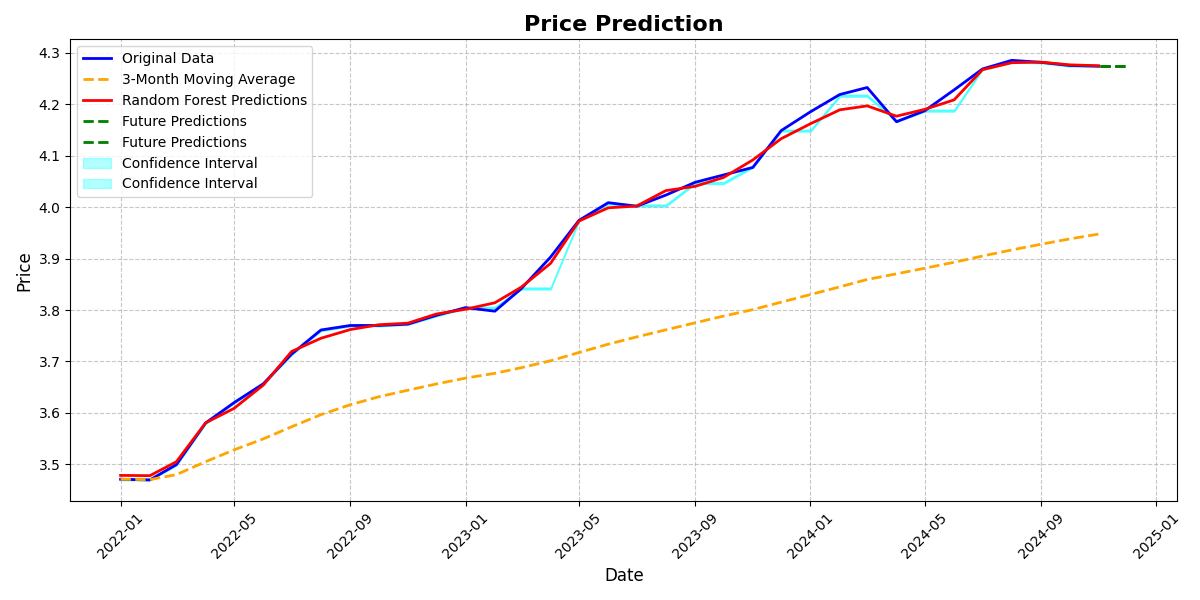 Price Prediction
Original Data
3-Month Moving Average
Random Forest Predictions
Future Predictions
Future Predictions
Confidence Interval
Confidence Interval
Price
4.3
4.2
4.1
4.0
3.9
3.8
3.7
3.6
3.5
2022-01
2022-05
2022-09
2023-01
2023-05
2023-09
2024-01
2024-05
2024-09
2025-01
Date